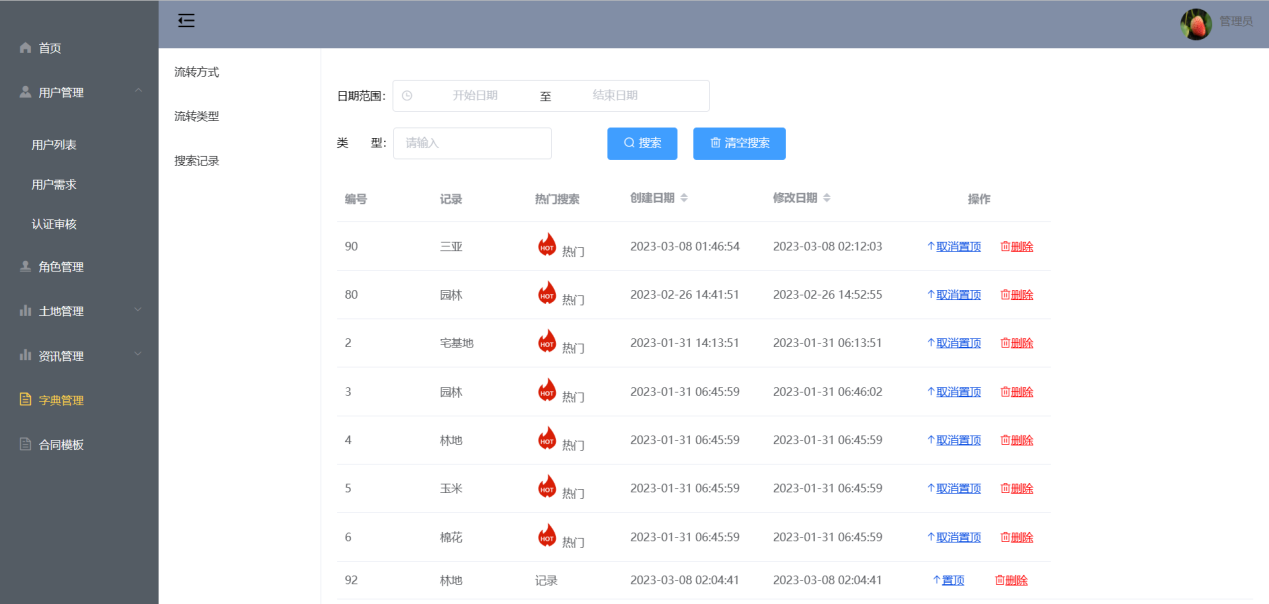 管理员
首页
用户管理
用户列表
用户需求
认证审核
角色管理
土地管理
资讯管理
字典管理
合同模板
流转方式
流转类型
搜索记录
日期范围: 开始日期 至 结束日期
类 型: 请输入 搜索 清空搜索
编号 记录 热门搜索 创建日期 修改日期 操作
90 三亚 HOT 热门 2023-03-08 01:46:54 2023-03-08 02:12:03 取消置顶 删除
80 园林 HOT 热门 2023-02-26 14:41:51 2023-02-26 14:52:55 取消置顶 删除
2 宅基地 HOT 热门 2023-01-31 14:13:51 2023-01-31 06:13:51 取消置顶 删除
3 园林 HOT 热门 2023-01-31 06:45:59 2023-01-31 06:46:02 取消置顶 删除
4 林地 HOT 热门 2023-01-31 06:45:59 2023-01-31 06:45:59 取消置顶 删除
5 玉米 HOT 热门 2023-01-31 06:45:59 2023-01-31 06:45:59 取消置顶 删除
6 棉花 HOT 热门 2023-01-31 06:45:59 2023-01-31 06:45:59 取消置顶 删除
92 林地 记录 2023-03-08 02:04:41 2023-03-08 02:04:41 置顶 删除